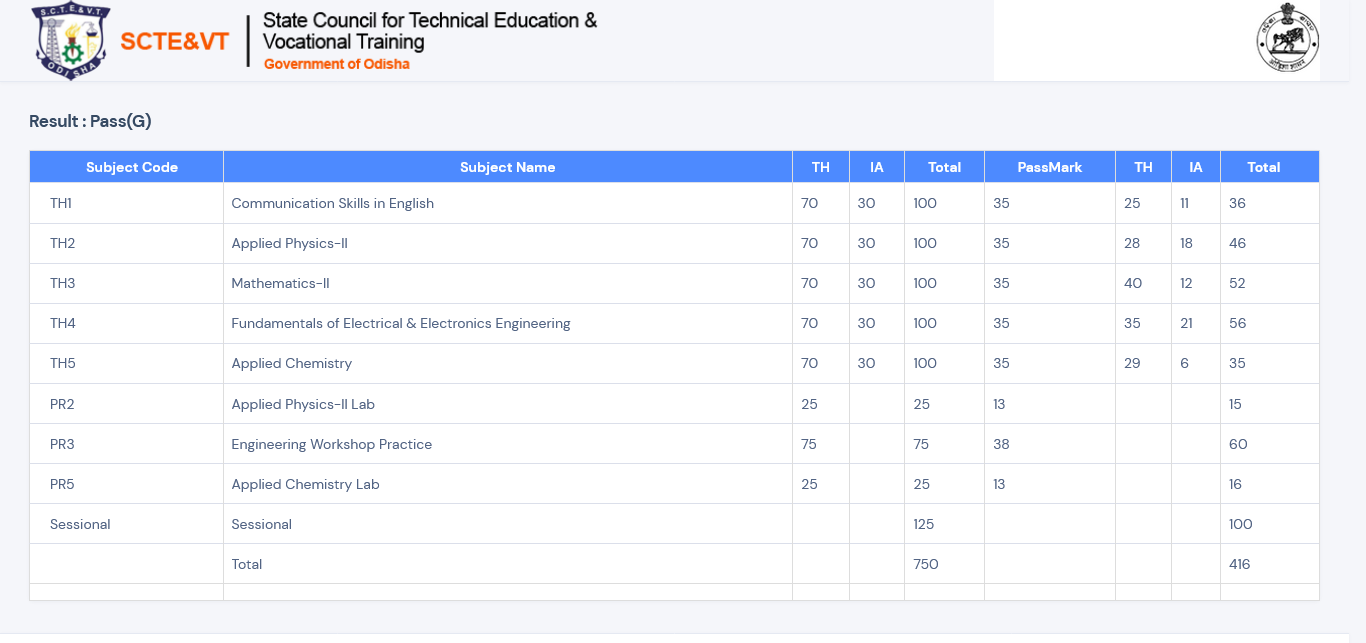 S.C.T.E.& V.T.
ODISHA
SCTE&VT
State Council for Technical Education &
Vocational Training
Government of Odisha
Result : Pass(G)
Subject Code Subject Name TH IA Total PassMark TH IA Total
TH1 Communication Skills in English 70 30 100 35 25 11 36
TH2 Applied Physics-II 70 30 100 35 28 18 46
TH3 Mathematics-II 70 30 100 35 40 12 52
TH4 Fundamentals of Electrical & Electronics Engineering 70 30 100 35 35 21 56
TH5 Applied Chemistry 70 30 100 35 29 6 35
PR2 Applied Physics-II Lab 25 25 13 15
PR3 Engineering Workshop Practice 75 75 38 60
PR5 Applied Chemistry Lab 25 25 13 16
Sessional Sessional 125 100
Total 750 416